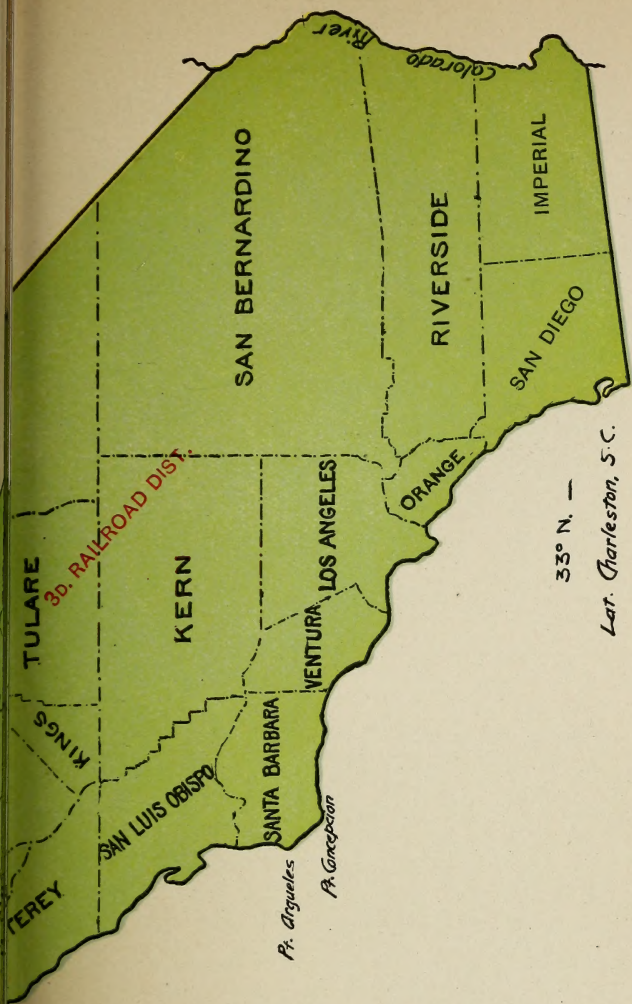 TULARE
KINGS
TEREY
3D. RAILROAD DIST.
SAN LUIS OBISPO
KERN
SAN BERNARDINO
SANTA BARBARA
VENTURA
LOS ANGELES
ORANGE
RIVERSIDE
SAN DIEGO
IMPERIAL
Colorado
River
Pt. Argueles
Pt. Concepcion
33° N. —
Lat. Charleston, S.C.